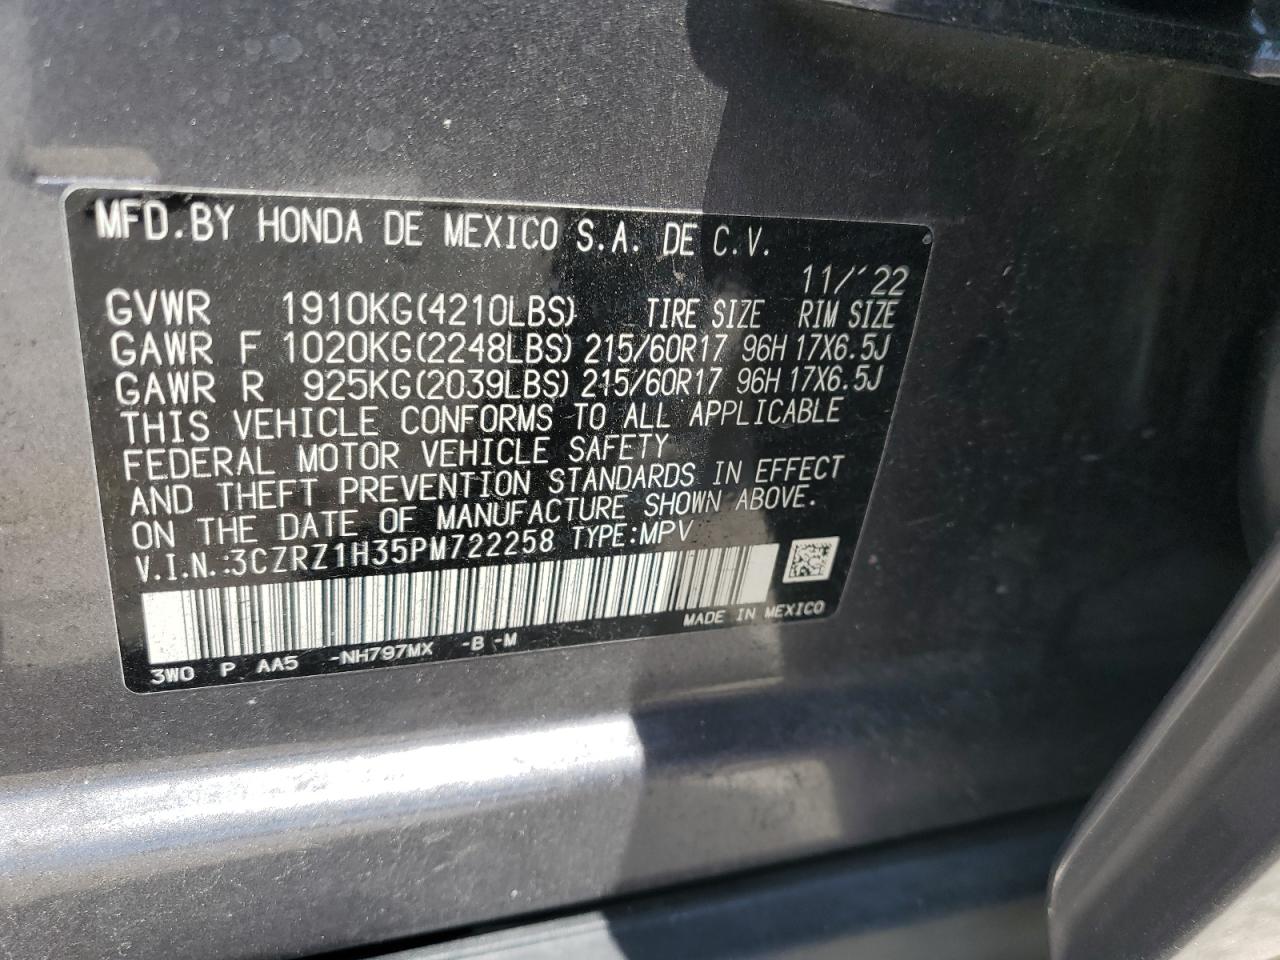 MFD.BY HONDA DE MEXICO S.A. DE C.V.
11/'22
GVWR 1910KG(4210LBS) TIRE SIZE RIM SIZE
GAWR F 1020KG(2248LBS) 215/60R17 96H 17X6.5J
GAWR R 925KG(2039LBS) 215/60R17 96H 17X6.5J
THIS VEHICLE CONFORMS TO ALL APPLICABLE
FEDERAL MOTOR VEHICLE SAFETY
AND THEFT PREVENTION STANDARDS IN EFFECT
ON THE DATE OF MANUFACTURE SHOWN ABOVE.
V.I.N.:3CZRZ1H35PM722258 TYPE:MPV
MADE IN MEXICO
3W0 P AA5 -NH797MX -B -M